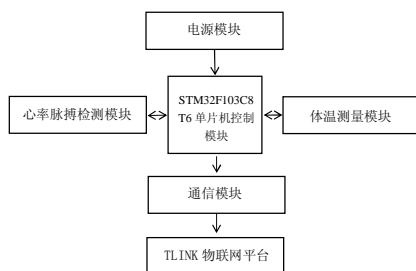 电源模块
STM32F103C8
T6 单片机控制
模块
心率脉搏检测模块
体温测量模块
通信模块
TLINK 物联网平台